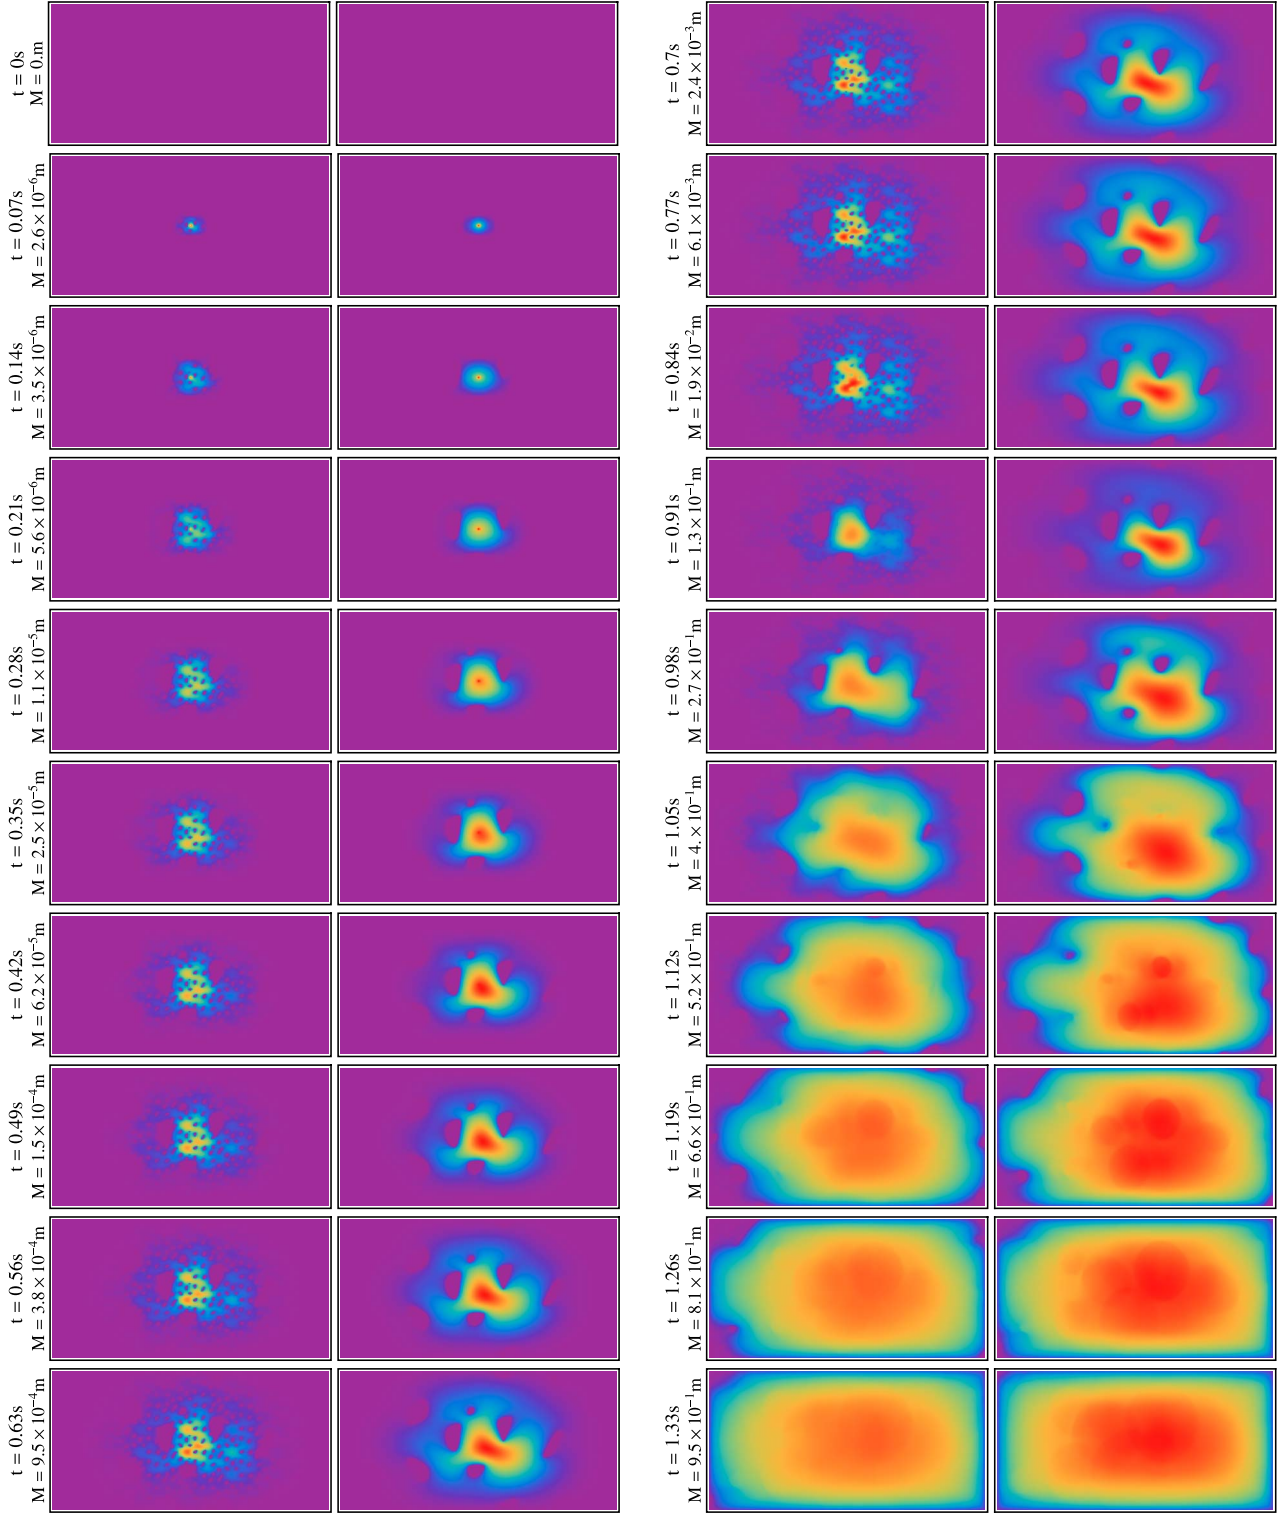 t = 0s
M = 0.m
t = 0.07s
M = 2.6×10⁻⁶m
t = 0.14s
M = 3.5×10⁻⁶m
t = 0.21s
M = 5.6×10⁻⁶m
t = 0.28s
M = 1.1×10⁻⁵m
t = 0.35s
M = 2.5×10⁻⁵m
t = 0.42s
M = 6.2×10⁻⁵m
t = 0.49s
M = 1.5×10⁻⁴m
t = 0.56s
M = 3.8×10⁻⁴m
t = 0.63s
M = 9.5×10⁻⁴m
t = 0.7s
M = 2.4×10⁻³m
t = 0.77s
M = 6.1×10⁻³m
t = 0.84s
M = 1.9×10⁻²m
t = 0.91s
M = 1.3×10⁻¹m
t = 0.98s
M = 2.7×10⁻¹m
t = 1.05s
M = 4.×10⁻¹m
t = 1.12s
M = 5.2×10⁻¹m
t = 1.19s
M = 6.6×10⁻¹m
t = 1.26s
M = 8.1×10⁻¹m
t = 1.33s
M = 9.5×10⁻¹m